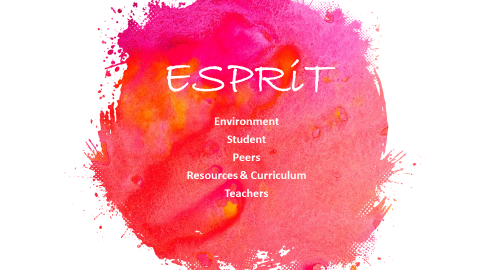 ESPRiT
Environment
Student
Peers
Resources & Curriculum
Teachers